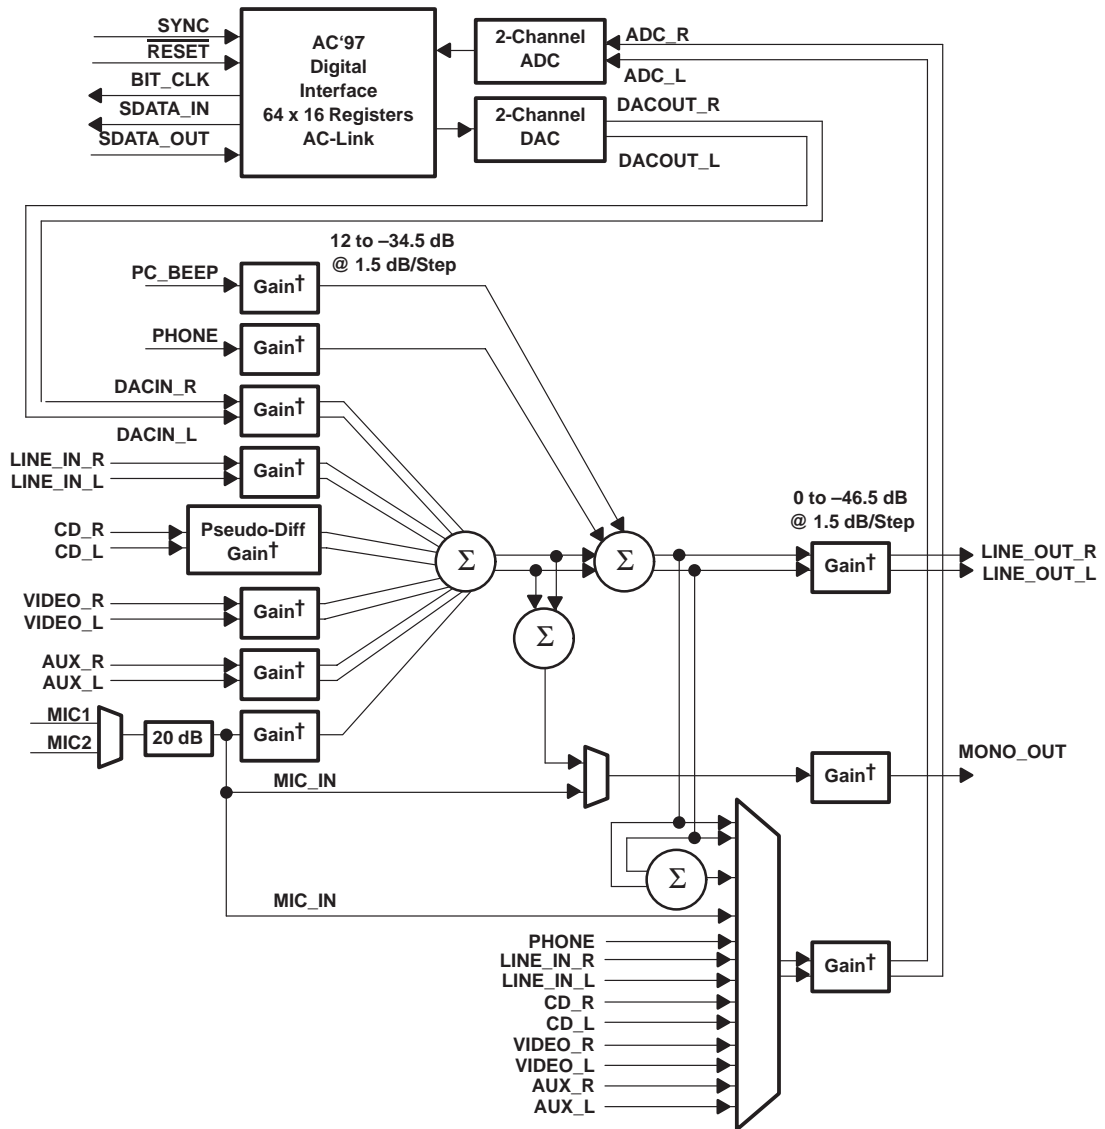 SYNC
RESET
BIT_CLK
SDATA_IN
SDATA_OUT
AC‘97
Digital
Interface
64 x 16 Registers
AC-Link
2-Channel
ADC
ADC_R
ADC_L
2-Channel
DAC
DACOUT_R
DACOUT_L
12 to –34.5 dB
@ 1.5 dB/Step
PC_BEEP
Gain†
PHONE
Gain†
DACIN_R
DACIN_L
Gain†
LINE_IN_R
LINE_IN_L
Gain†
CD_R
CD_L
Pseudo-Diff
Gain†
VIDEO_R
VIDEO_L
Gain†
AUX_R
AUX_L
Gain†
MIC1
MIC2
20 dB
Gain†
Σ
Σ
Σ
0 to –46.5 dB
@ 1.5 dB/Step
Gain†
LINE_OUT_R
LINE_OUT_L
MIC_IN
Gain†
MONO_OUT
Σ
MIC_IN
PHONE
LINE_IN_R
LINE_IN_L
CD_R
CD_L
VIDEO_R
VIDEO_L
AUX_R
AUX_L
Gain†